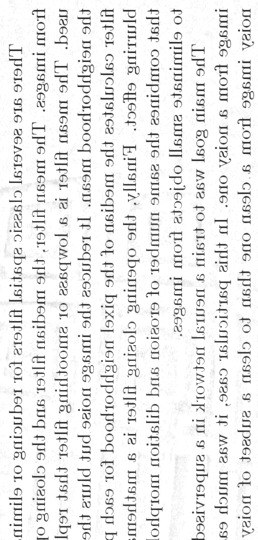 There are several classic spatial filters for reducing or elimin
from images. The mean filter, the median filter and the closing o
used. The mean filter is a lowpass or smoothing filter that repl
the neighborhood mean. It reduces the image noise but blurs the
filter calculates the median of the pixel neighborhood for each p
blurring effect. Finally, the opening closing filter is a mathem
that combines the same number of erosion and dilation morpholo
to eliminate small objects from images.
The main goal was to train a neural network in a supervised
image from a noisy one. In this particular case, it was much ea
noisy image from a clean one than to clean a subset of noisy